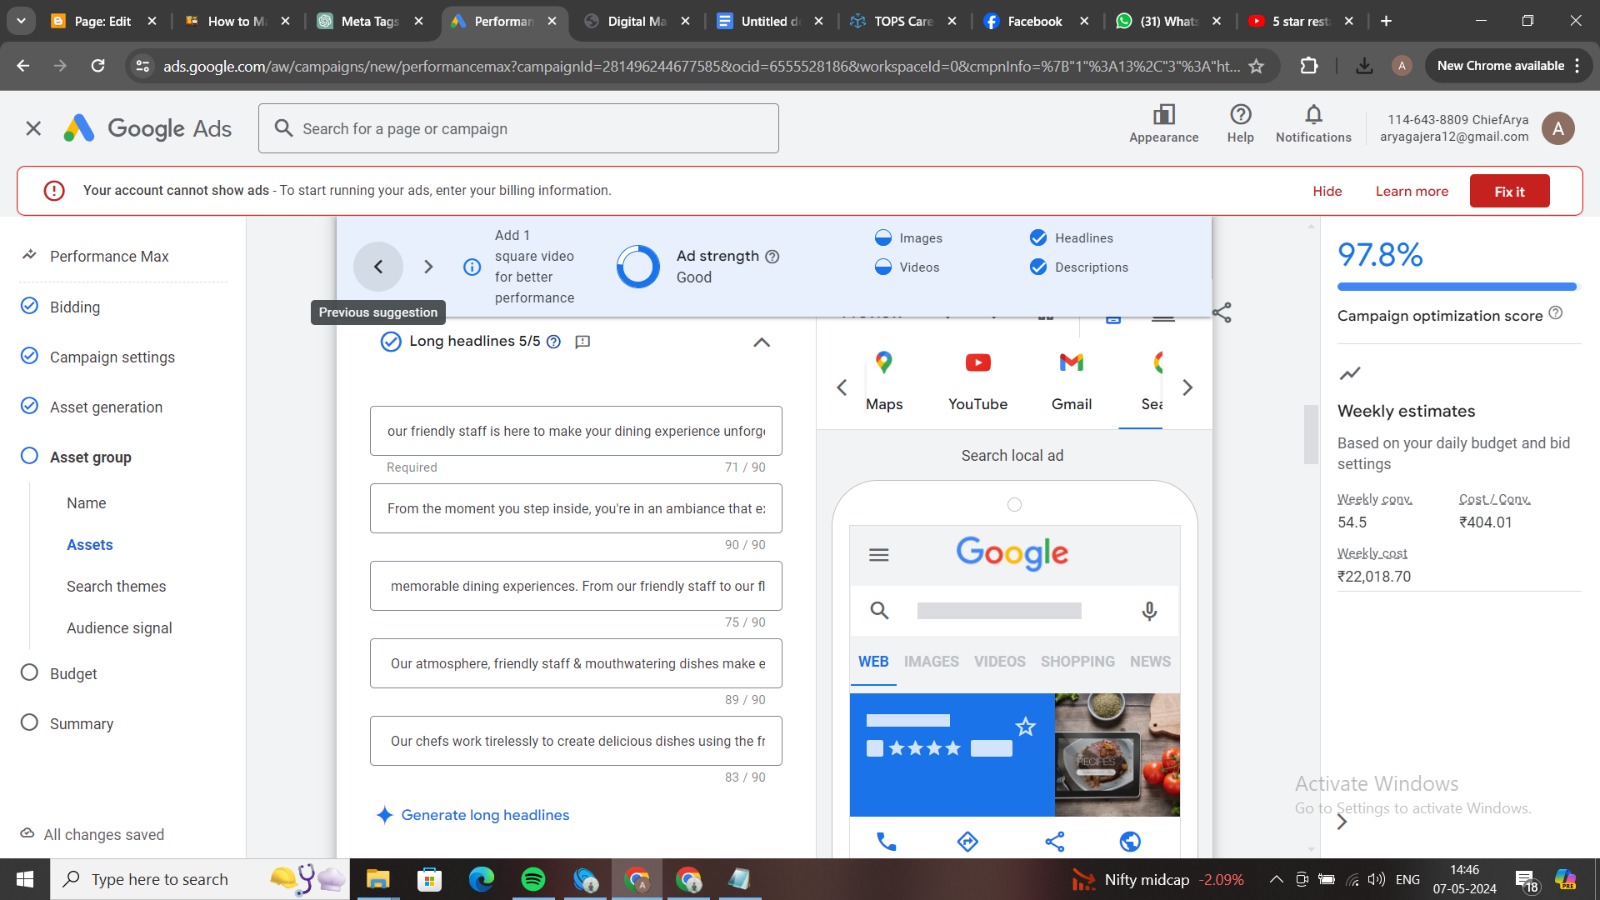 Page: Edit
How to Ma
Meta Tags
Performan
Digital Ma
Untitled d
TOPS Care
Facebook
(31) Whats
5 star rest
ads.google.com/aw/campaigns/new/performancemax?campaignId=28149624467​7585&ocid=6555528186&workspaceId=0&cmpnInfo=%7B"1"%3A13%2C"3"%3A"ht...
A
New Chrome available
Google Ads
Search for a page or campaign
Appearance
Help
Notifications
114-643-8809 ChiefArya
aryagajera12@gmail.com
A
Your account cannot show ads - To start running your ads, enter your billing information.
Hide
Learn more
Fix it
Performance Max
Bidding
Campaign settings
Asset generation
Asset group
Name
Assets
Search themes
Audience signal
Budget
Summary
All changes saved
Add 1
square video
for better
performance
Ad strength
Good
Images
Videos
Headlines
Descriptions
Previous suggestion
Long headlines 5/5
our friendly staff is here to make your dining experience unforg
Required
71 / 90
From the moment you step inside, you're in an ambiance that e
90 / 90
memorable dining experiences. From our friendly staff to our fl
75 / 90
Our atmosphere, friendly staff & mouthwatering dishes make e
89 / 90
Our chefs work tirelessly to create delicious dishes using the fr
83 / 90
Generate long headlines
Maps
YouTube
Gmail
Sea
Search local ad
Google
WEB
IMAGES
VIDEOS
SHOPPING
NEWS
RECIPES
97.8%
Campaign optimization score
Weekly estimates
Based on your daily budget and bid
settings
Weekly conv.
Cost / Conv.
54.5
₹404.01
Weekly cost
₹22,018.70
Activate Windows
Go to Settings to activate Windows.
Type here to search
Nifty midcap -2.09%
ENG
14:46
07-05-2024
18